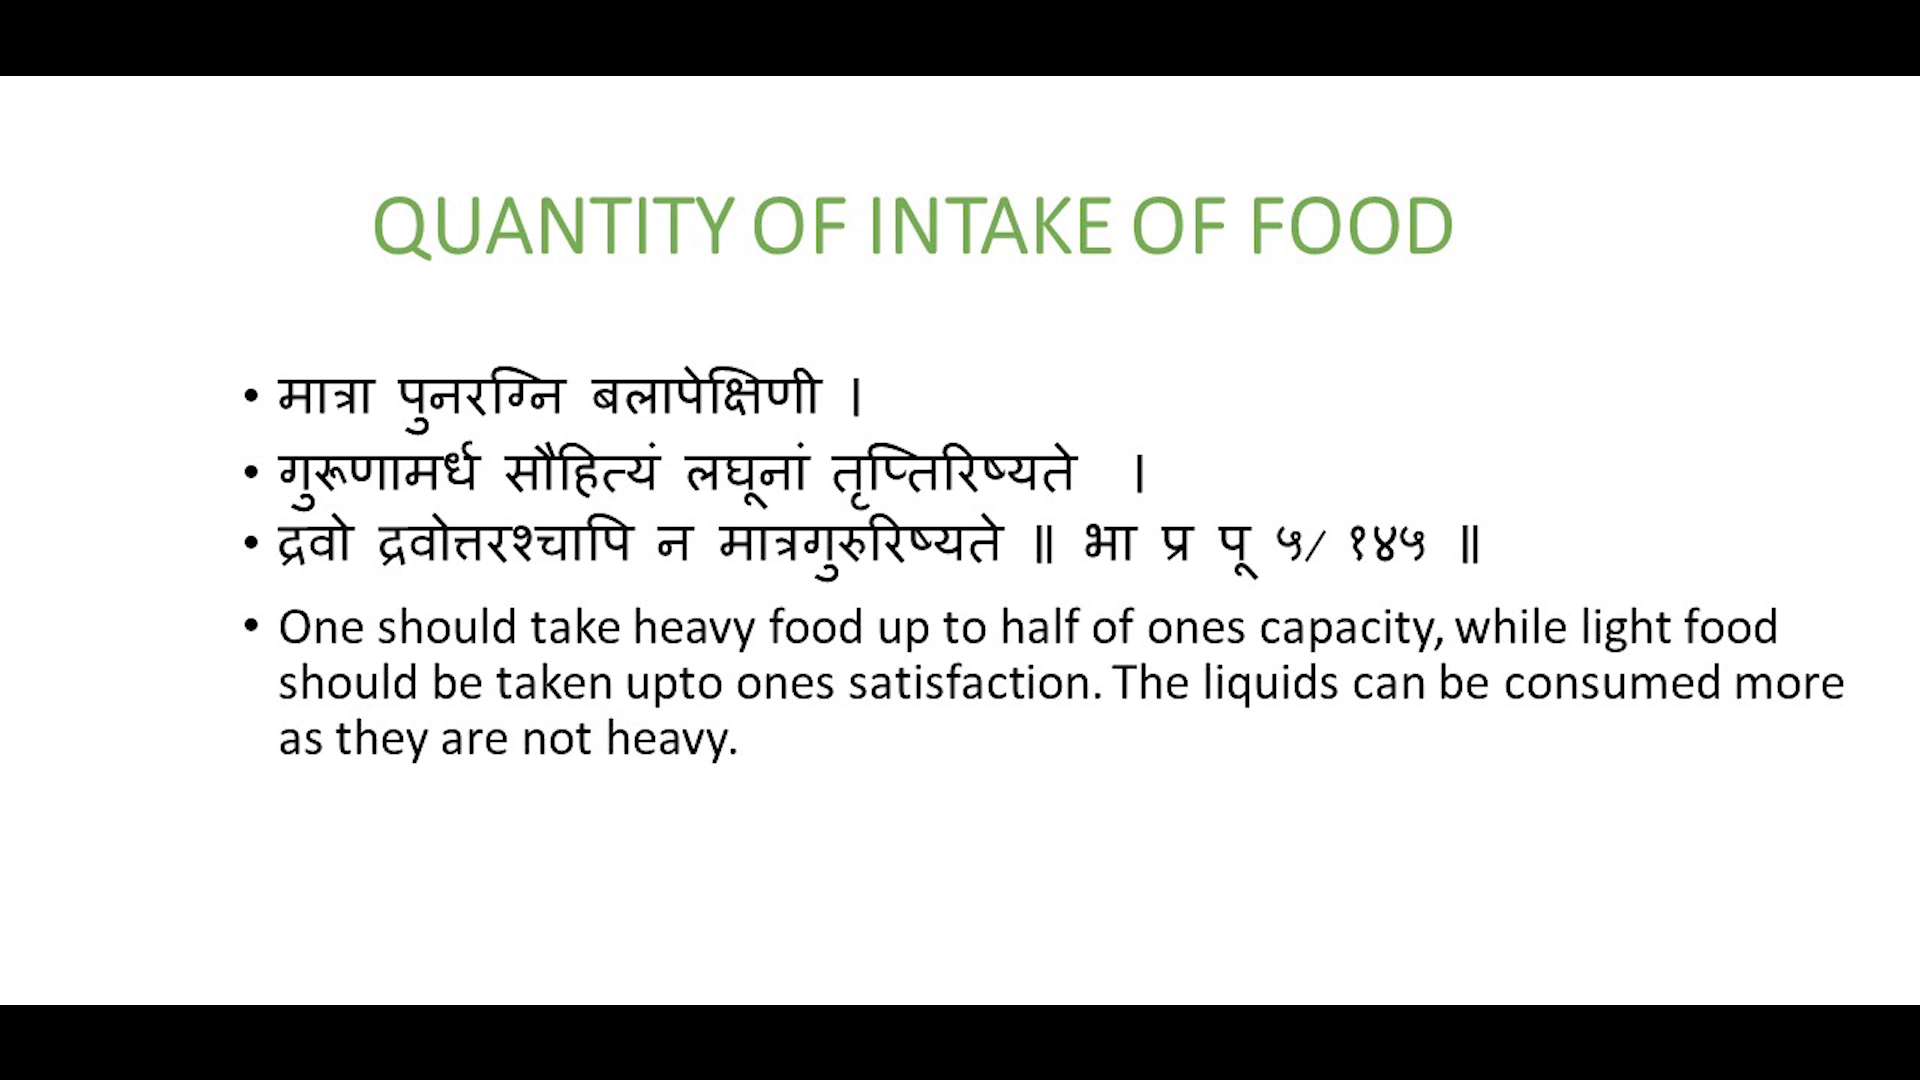 QUANTITY OF INTAKE OF FOOD
• मात्रा पुनरग्नि बलापेक्षिणी ।
• गुरूणामर्ध सौहित्यं लघूनां तृप्तिरिष्यते ।
• द्रवो द्रवोत्तरश्चापि न मात्रगुरुरिष्यते ॥ भा प्र पू ५/ १४५ ॥
• One should take heavy food up to half of ones capacity, while light food
should be taken upto ones satisfaction. The liquids can be consumed more
as they are not heavy.